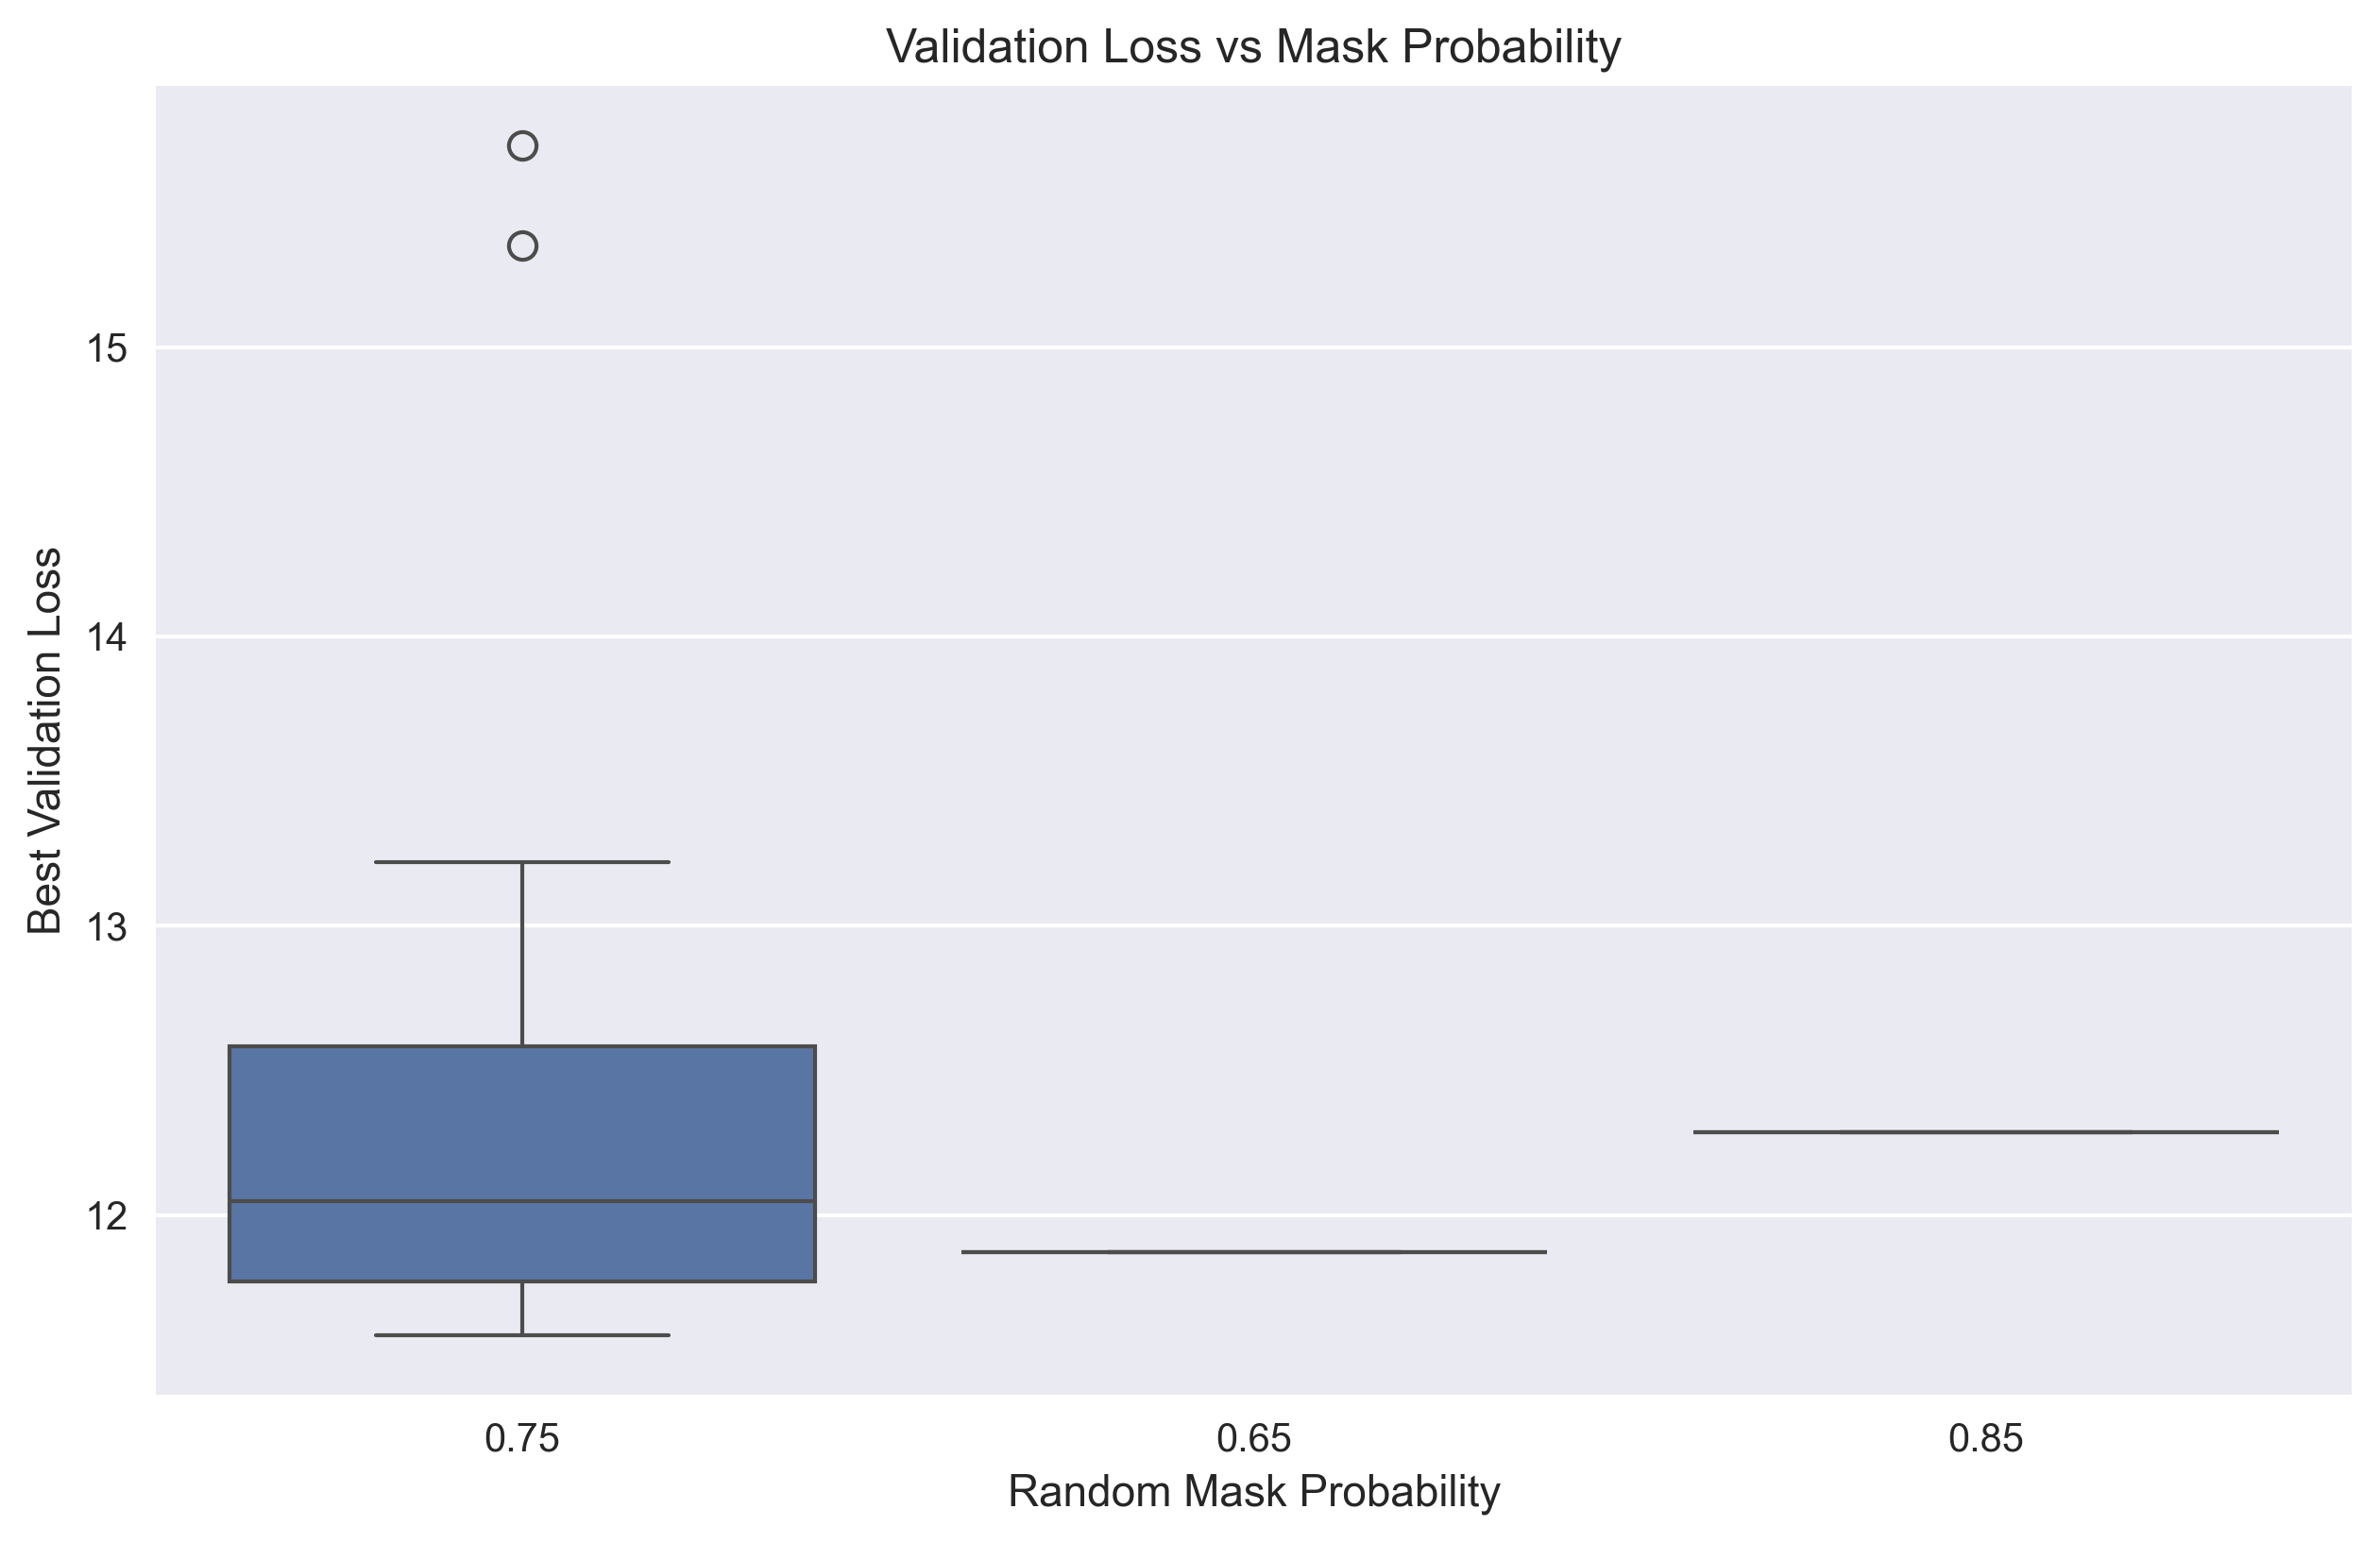 Validation Loss vs Mask Probability
Best Validation Loss
15
14
13
12
0.75
0.65
0.85
Random Mask Probability